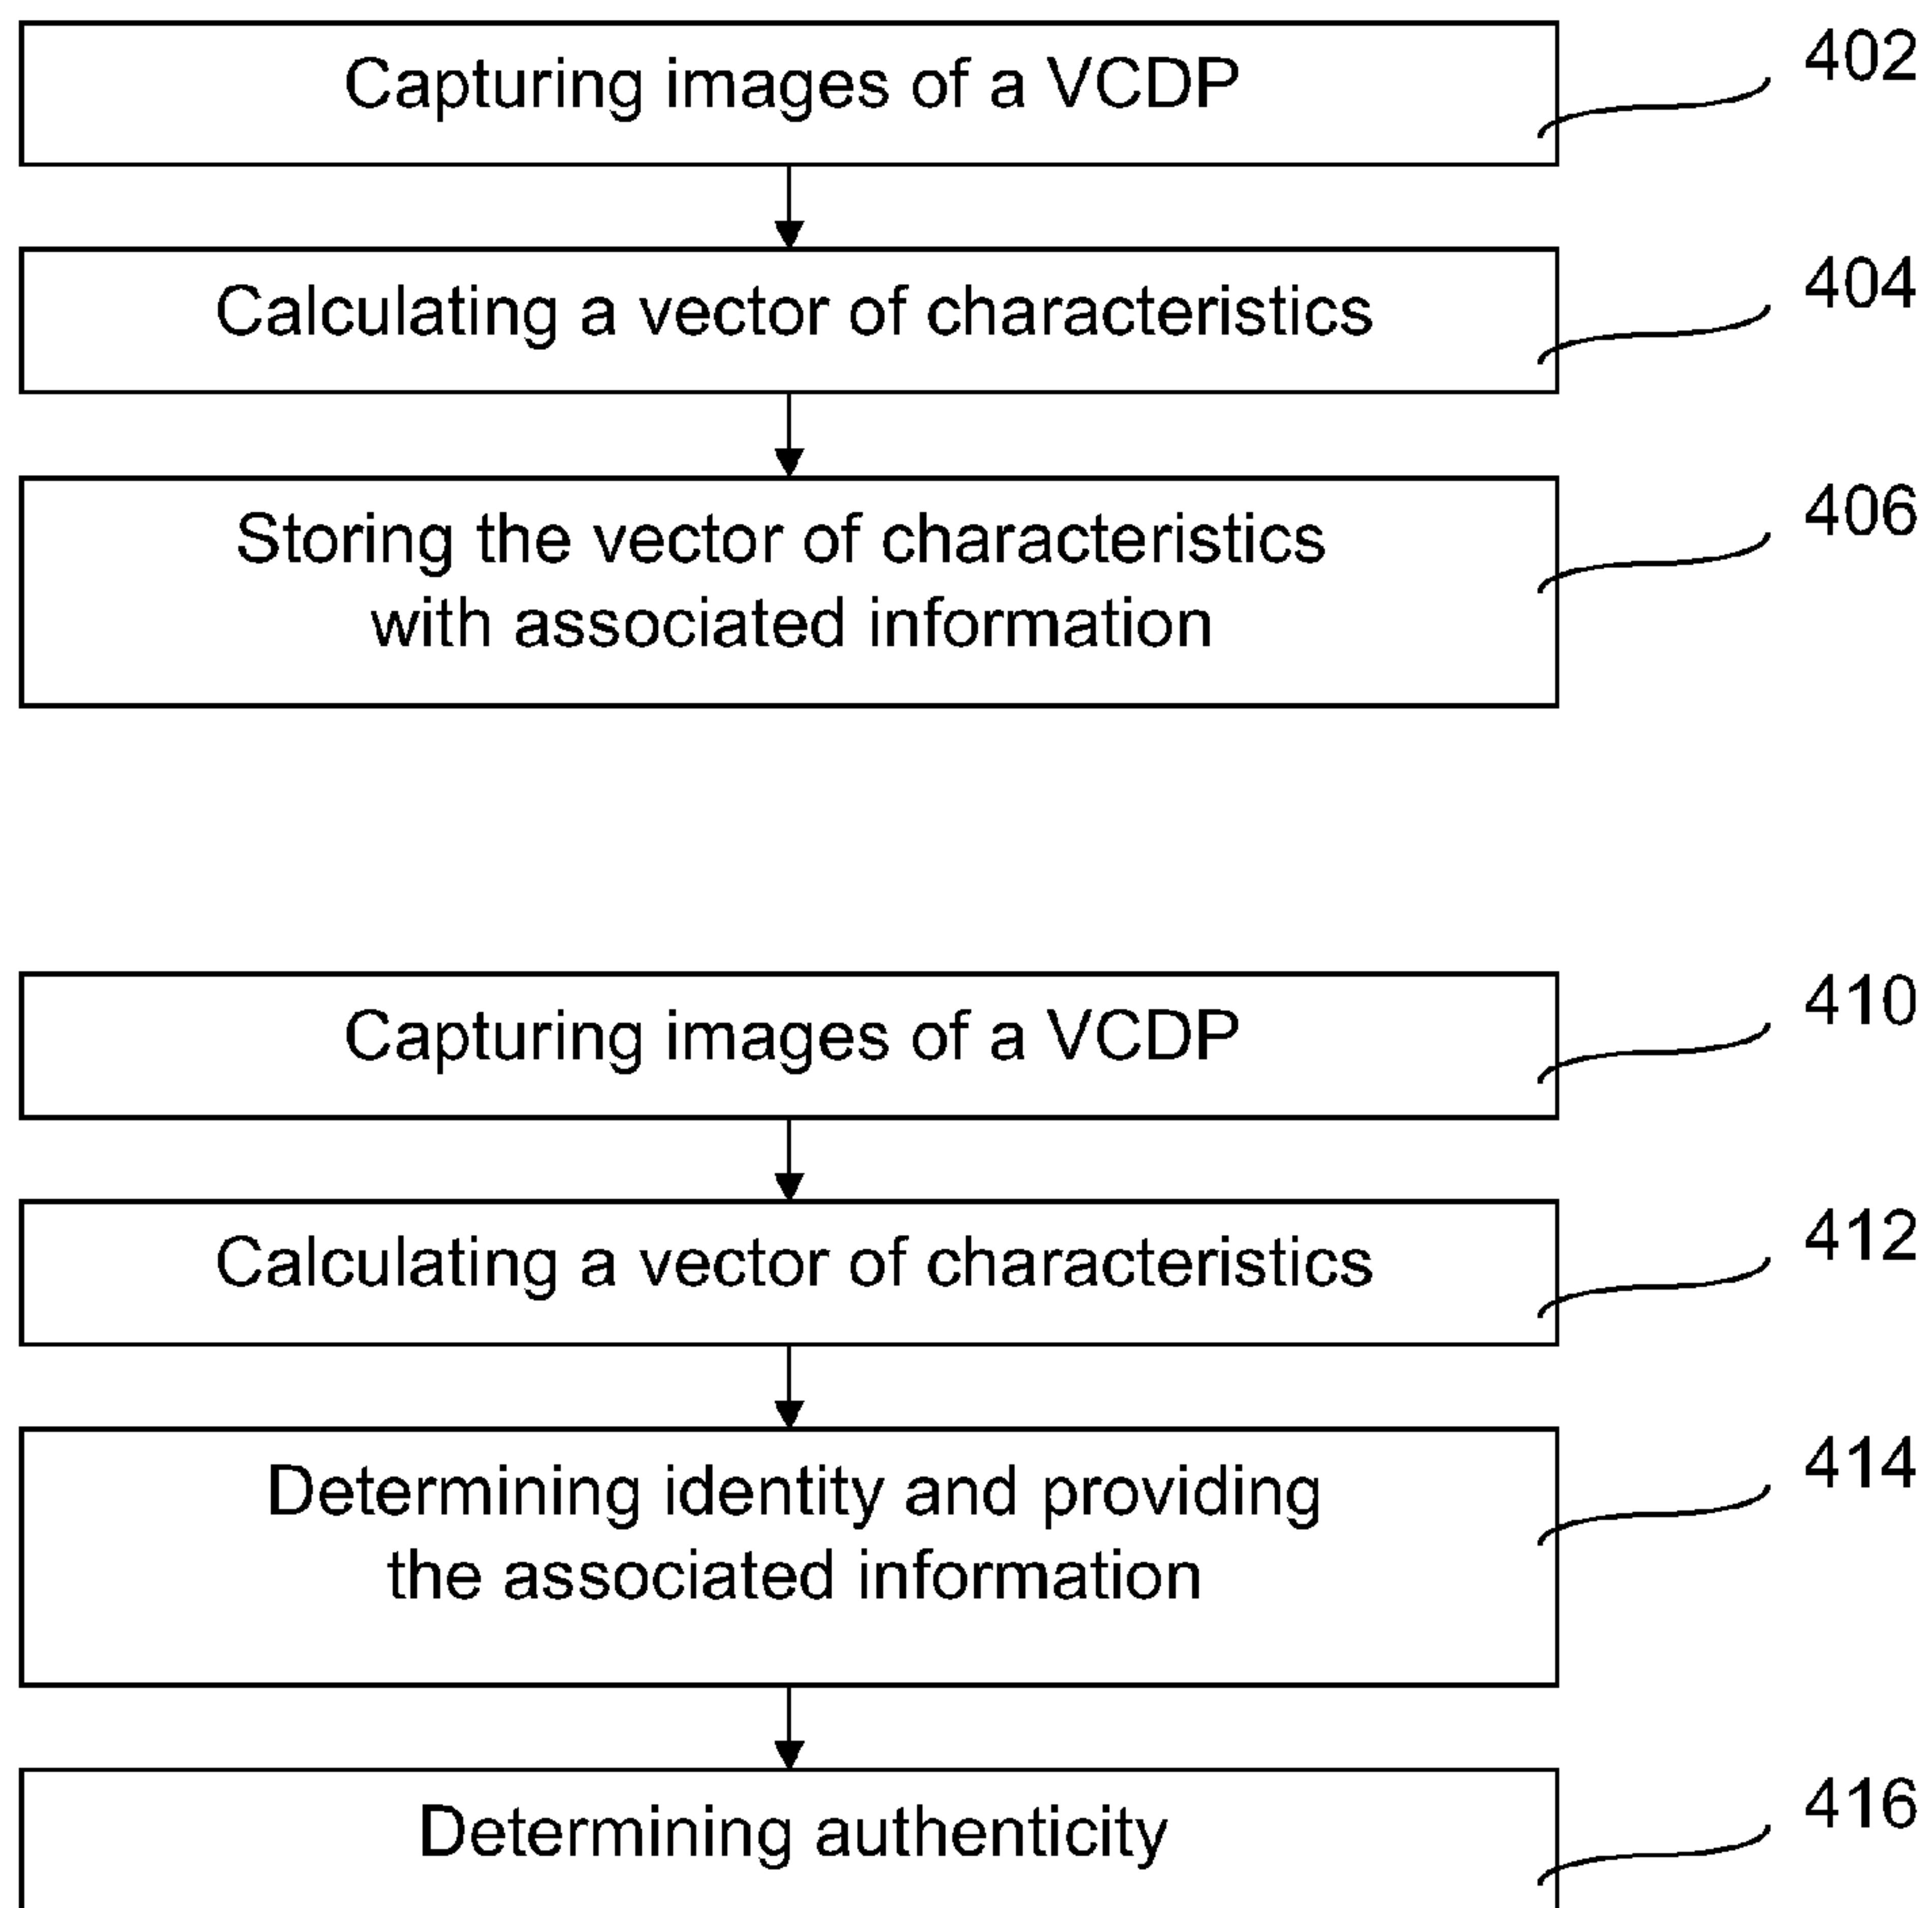 Capturing images of a VCDP
402
Calculating a vector of characteristics
404
Storing the vector of characteristics
with associated information
406
Capturing images of a VCDP
410
Calculating a vector of characteristics
412
Determining identity and providing
the associated information
414
Determining authenticity
416